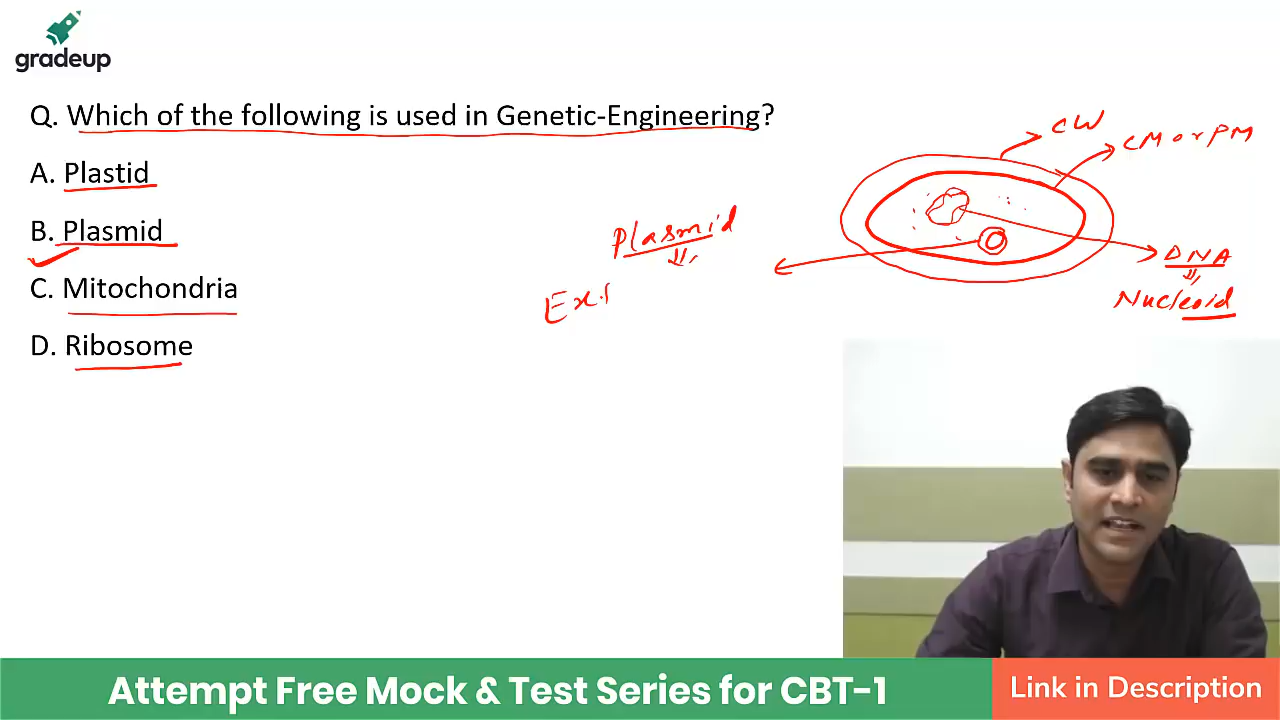 gradeup
Q. Which of the following is used in Genetic-Engineering?
A. Plastid
B. Plasmid
C. Mitochondria
D. Ribosome
CW
CM or PM
Plasmid
DNA
Nucleoid
Ex
Attempt Free Mock & Test Series for CBT-1
Link in Description